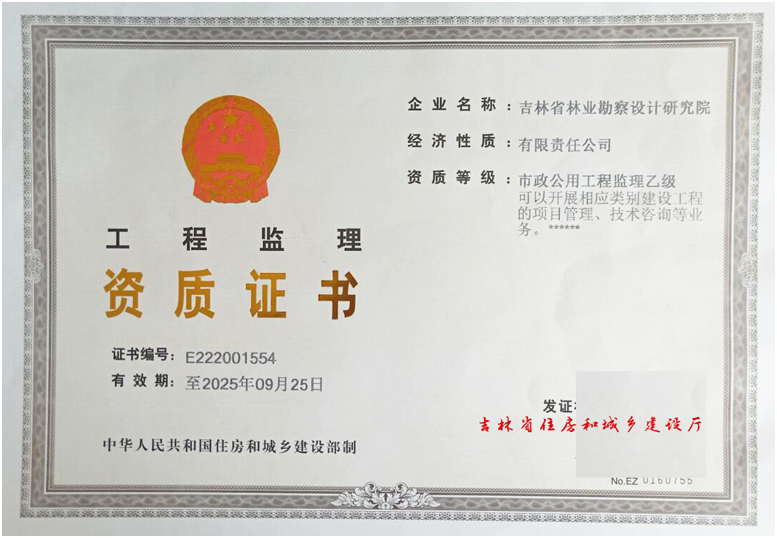 工程监理
资质证书
证书编号：E222001554
有效期：至2025年09月25日
中华人民共和国住房和城乡建设部制
企业名称：吉林省林业勘察设计研究院
经济性质：有限责任公司
资质等级：市政公用工程监理乙级
可以开展相应类别建设工程
的项目管理、技术咨询等业
务。******
发证
吉林省住房和城乡建设厅
No.EZ 0160755